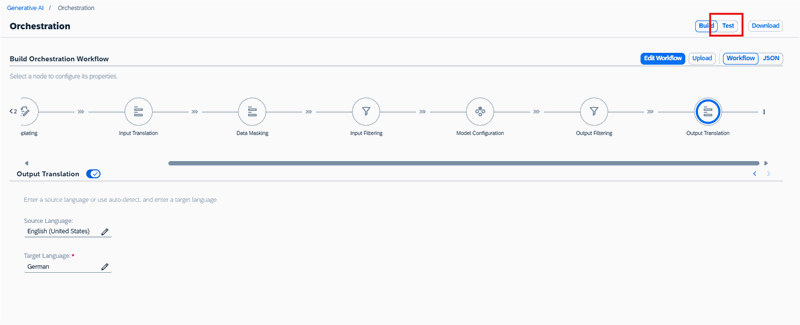 Generative AI / Orchestration
Orchestration
Build Test Download
Build Orchestration Workflow
Edit Workflow Upload Workflow JSON
Select a node to configure its properties.
2
plating Input Translation Data Masking Input Filtering Model Configuration Output Filtering Output Translation
Output Translation
Enter a source language or use auto-detect, and enter a target language.
Source Language:
English (United States)
Target Language: *
German